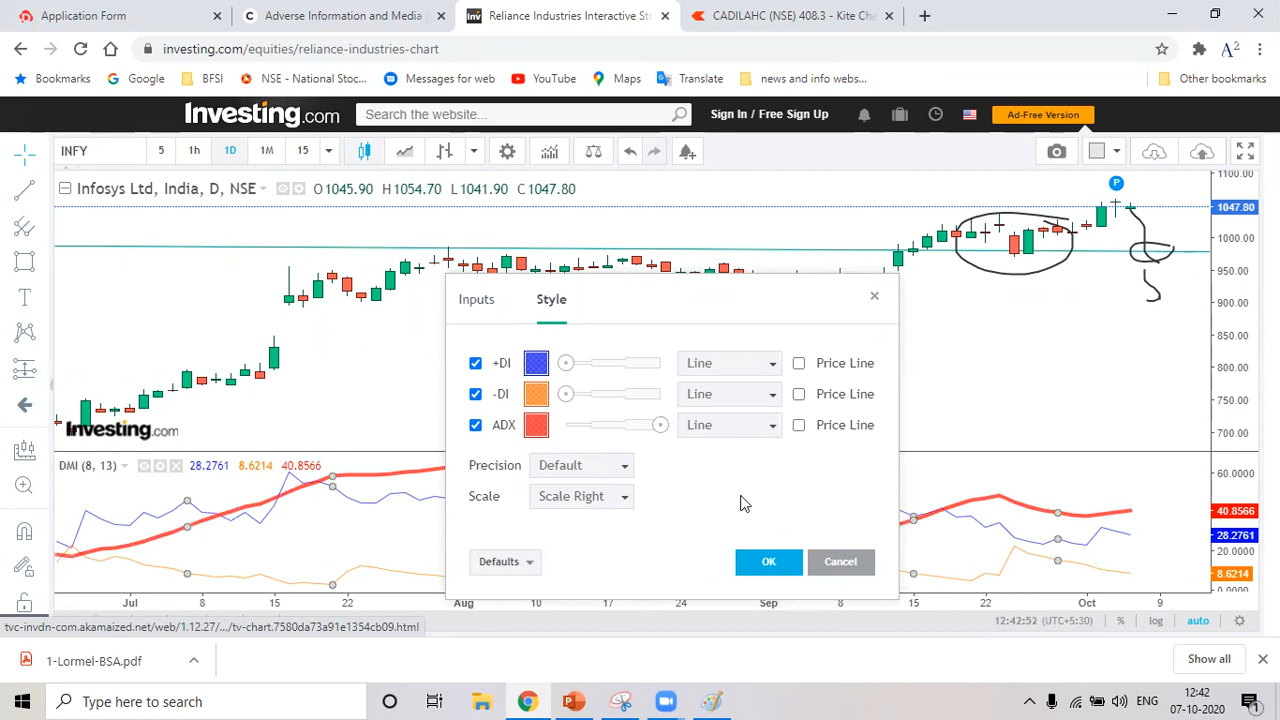 Application Form
Adverse Information and Media
Reliance Industries Interactive Sto
CADILAHC (NSE) 408.3 - Kite Cha
investing.com/equities/reliance-industries-chart
Bookmarks
Google
BFSI
NSE - National Stoc...
Messages for web
YouTube
Maps
Translate
news and info webs...
Other bookmarks
Investing.com
Search the website...
Sign In / Free Sign Up
Ad-Free Version
INFY
5
1h
1D
1M
15
Infosys Ltd, India, D, NSE
O1045.90 H1054.70 L1041.90 C1047.80
P
1100.00
1047.80
1000.00
950.00
900.00
850.00
800.00
750.00
700.00
Investing.com
Inputs
Style
+DI
Line
Price Line
-DI
Line
Price Line
ADX
Line
Price Line
Precision
Default
Scale
Scale Right
Defaults
OK
Cancel
DMI (8, 13)
28.2761
8.6214
40.8566
60.0000
40.8566
28.2761
20.0000
8.6214
0.0000
Jul
8
15
22
Aug
10
17
24
Sep
8
15
22
Oct
9
tvc-invdn-com.akamaized.net/web/1.12.27/.../tv-chart.7580da73a91e1354cb09.html
12:42:52 (UTC+5:30)
%
log
auto
1-Lormel-BSA.pdf
Show all
Type here to search
12:42
07-10-2020